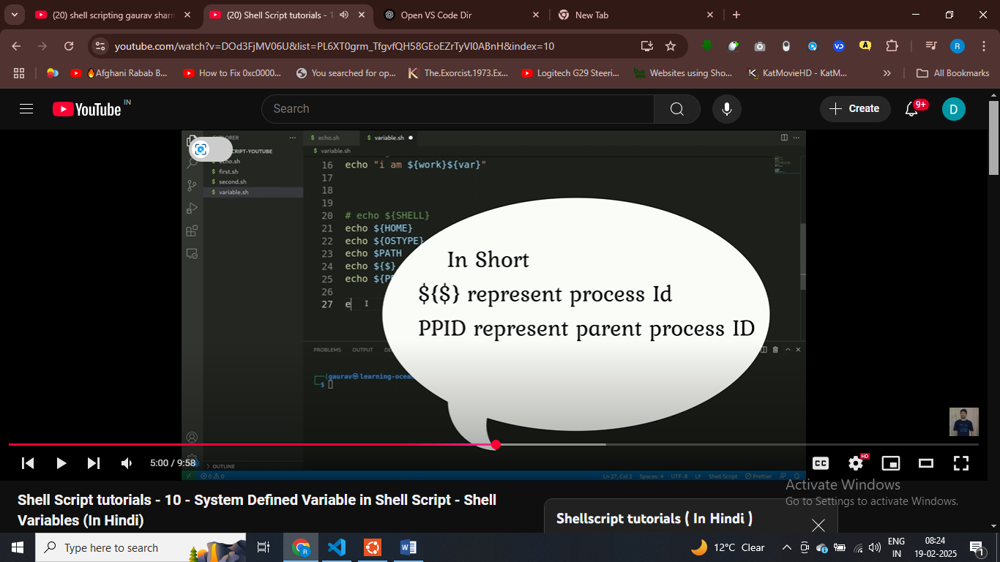 (20) shell scripting gaurav sharm
(20) Shell Script tutorials - 1
Open VS Code Dir
New Tab
youtube.com/watch?v=DOd3FjMV06U&list=PL6XT0grm_TfgvfQH58GEoEZrTyVl0ABnH&index=10
R
🔥Afghani Rabab B...
How to Fix 0xc0000...
You searched for op...
The.Exorcist.1973.Ex...
Logitech G29 Steeri...
Websites using Sho...
KatMovieHD - KatM...
»
All Bookmarks
YouTube IN
Search
Create
9+
D
EXPLORER
SCRIPT-YOUTUBE
$ echo.sh
$ first.sh
$ second.sh
$ variable.sh
$ echo.sh
$ variable.sh
$ variable.sh
16 echo "i am ${work}${var}"
17
18
19
20 # echo ${SHELL}
21 echo ${HOME}
22 echo ${OSTYPE}
23 echo $PATH
24 echo ${$}
25 echo ${P
26
27 e
In Short
${$} represent process Id
PPID represent parent process ID
PROBLEMS OUTPUT DE
(gaurav㉿learning-ocea
$
OUTLINE
0 0
Ln 27, Col 2 Spaces: 4 UTF-8 LF Shell Script Prettier
5:00 / 9:58
CC
HD
Shell Script tutorials - 10 - System Defined Variable in Shell Script - Shell
Variables (In Hindi)
Shellscript tutorials ( In Hindi )
Activate Windows
Go to Settings to activate Windows.
Type here to search
12°C Clear
ENG
IN
08:24
19-02-2025
1